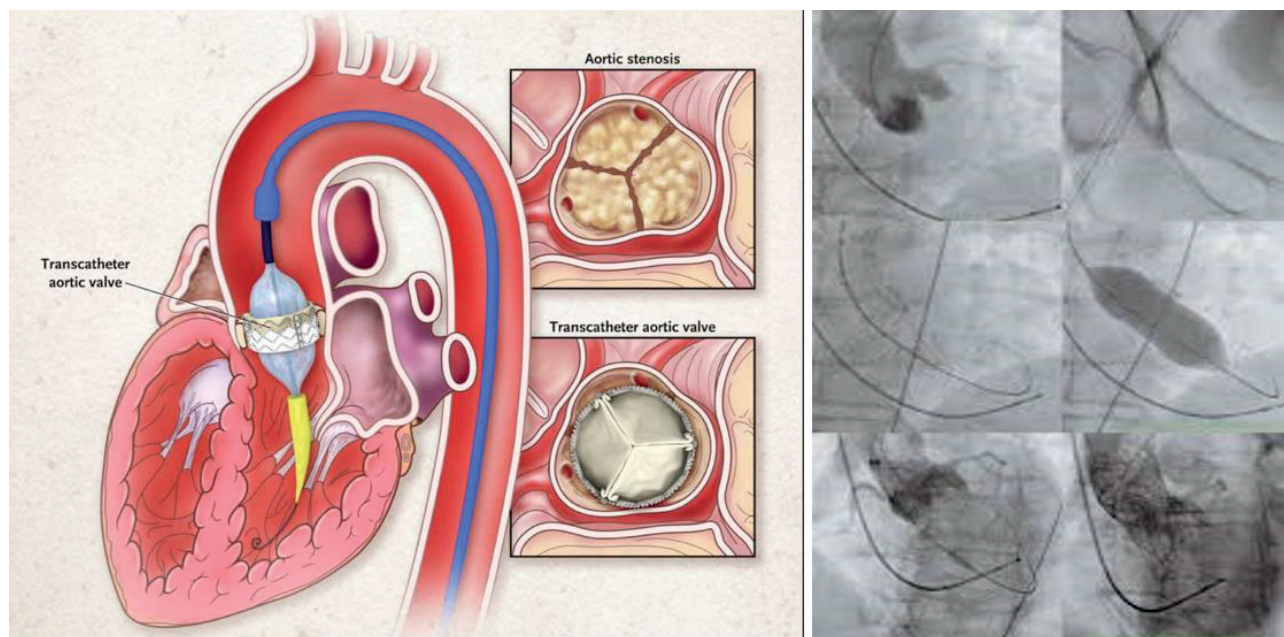 Aortic stenosis
Transcatheter
aortic valve
Transcatheter aortic valve